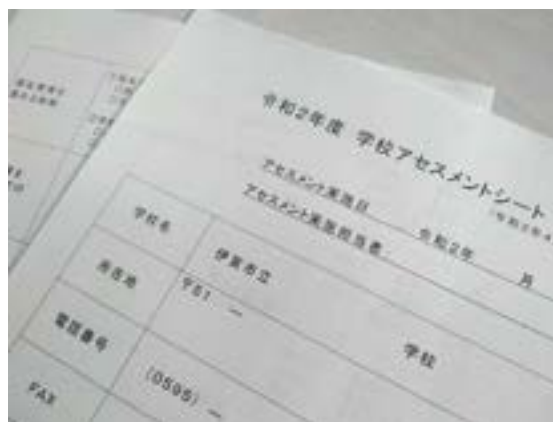 令和2年度 学校アセスメントシート
アセスメント実施日 令和2年 月
アセスメント実施担当者
学校名 伊賀市立 学校
所在地 〒51 ー
電話番号 (0595) ー
FAX